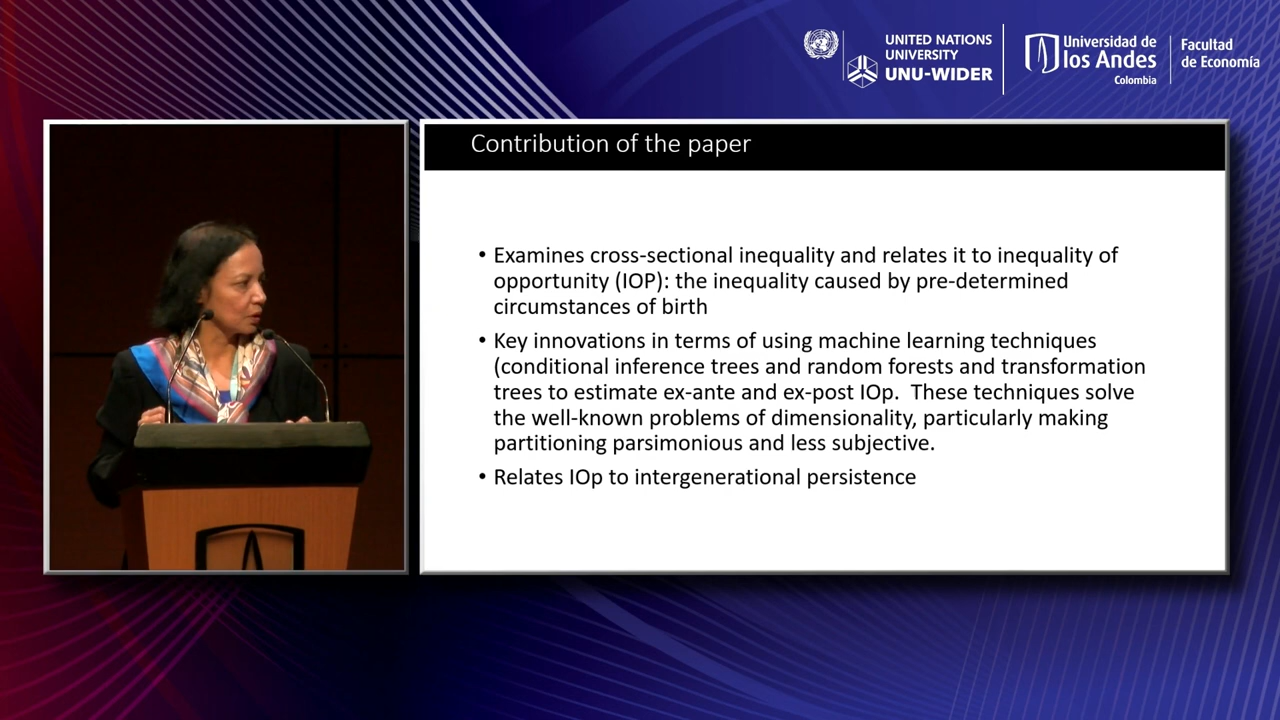 UNITED NATIONS
UNIVERSITY
UNU-WIDER
Universidad de
los Andes
Colombia
Facultad
de Economía
Contribution of the paper
• Examines cross-sectional inequality and relates it to inequality of
opportunity (IOP): the inequality caused by pre-determined
circumstances of birth
• Key innovations in terms of using machine learning techniques
(conditional inference trees and random forests and transformation
trees to estimate ex-ante and ex-post IOp. These techniques solve
the well-known problems of dimensionality, particularly making
partitioning parsimonious and less subjective.
• Relates IOp to intergenerational persistence